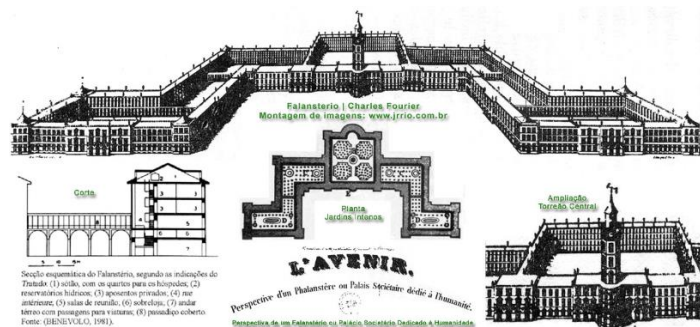 Falansterio | Charles Fourier
Montagem de imagens: www.jrrio.com.br
Corte
Planta
Jardins interios
Ampliação
Torreão Central
Secção esquemática do Falanstério, segundo as indicações do
Tratado: (1) sótão, com os quartos para os hóspedes; (2)
reservatórios hídricos; (3) aposentos privados; (4) rue
intérieure; (5) salas de reunião; (6) sobreloja; (7) andar
térreo com passagens para viaturas; (8) passadiço coberto.
Fonte: (BENEVOLO, 1981).
L'AVENIR.
Perspective d'un Phalanstère ou Palais Sociétaire dédié à l'humanité.
Perspectiva de um Falanstério ou Palácio Societário Dedicado à Humanidade